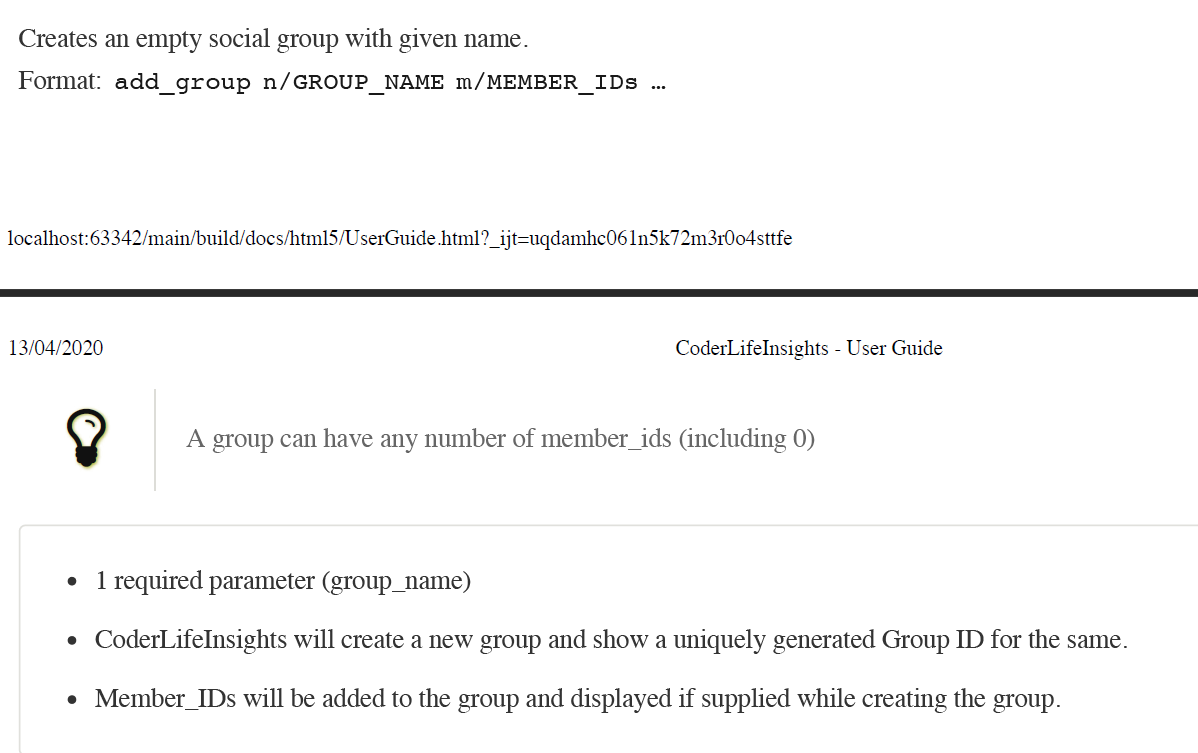 Creates an empty social group with given name.
Format: add_group n/GROUP_NAME m/MEMBER_IDs …
localhost:63342/main/build/docs/html5/UserGuide.html?_ijt=uqdamhc061n5k72m3r0o4sttfe
13/04/2020 CoderLifeInsights - User Guide
A group can have any number of member_ids (including 0)
• 1 required parameter (group_name)
• CoderLifeInsights will create a new group and show a uniquely generated Group ID for the same.
• Member_IDs will be added to the group and displayed if supplied while creating the group.